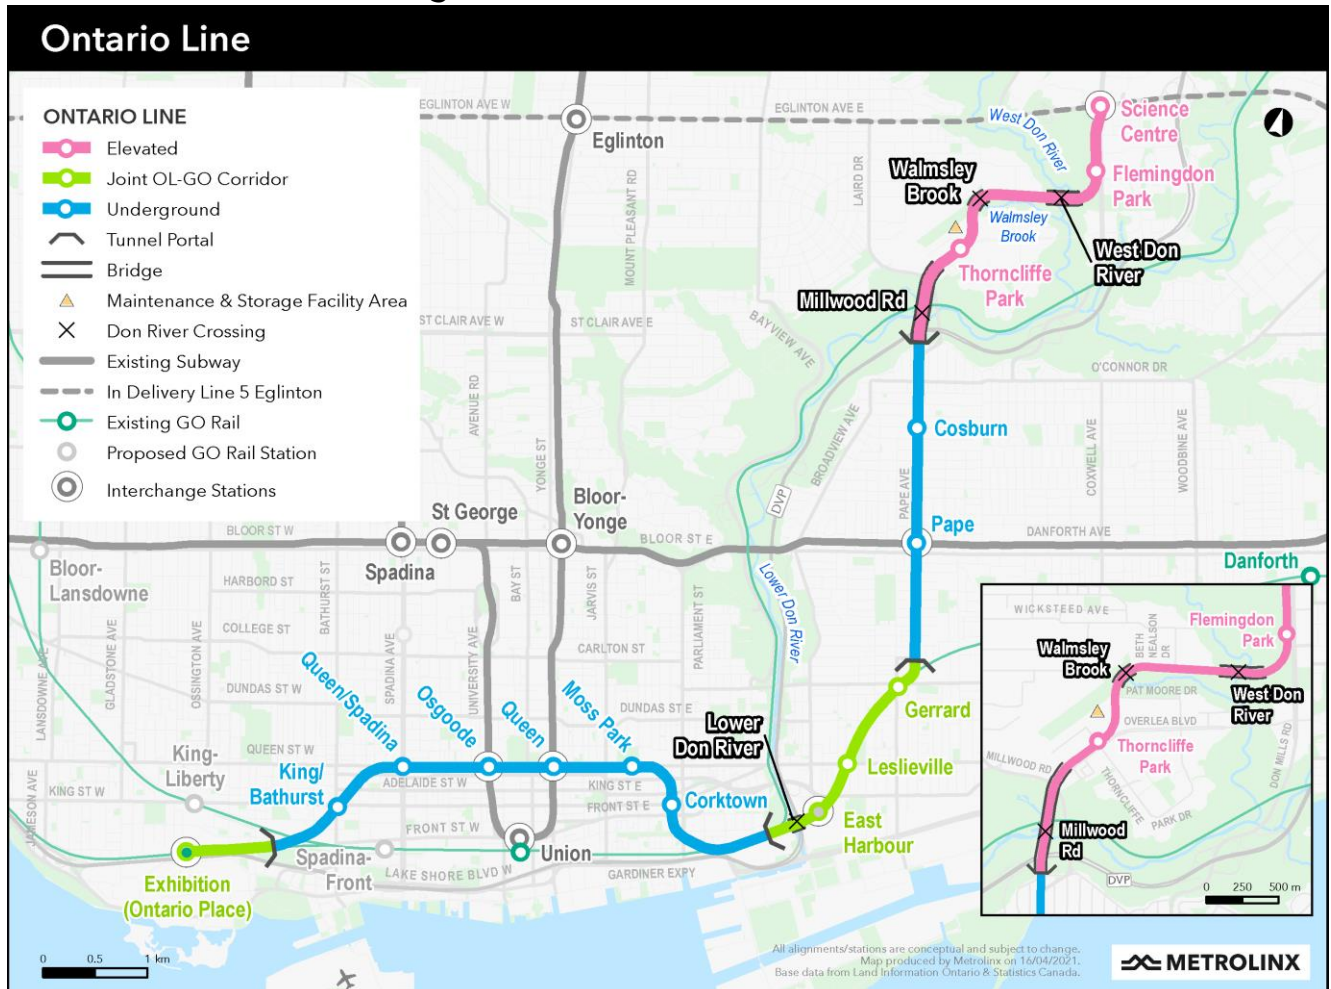 Ontario Line
ONTARIO LINE
Elevated
Joint OL-GO Corridor
Underground
Tunnel Portal
Bridge
Maintenance & Storage Facility Area
Don River Crossing
Existing Subway
In Delivery Line 5 Eglinton
Existing GO Rail
Proposed GO Rail Station
Interchange Stations
EGLINTON AVE W
EGLINTON AVE E
Eglinton
West Don
River
Science
Centre
Flemingdon
Park
Walmsley
Brook
Walmsley
Brook
West Don
River
LAIRD DR
MOUNT PLEASANT RD
Thorncliffe
Park
Millwood Rd
ST CLAIR AVE W
ST CLAIR AVE E
BAYVIEW AVE
O'CONNOR DR
AVENUE RD
YONGE ST
BROADVIEW AVE
Cosburn
COXWELL AVE
WOODBINE AVE
DVP
PAPE AVE
St George
Bloor-
Yonge
Pape
BLOOR ST W
BLOOR ST E
DANFORTH AVE
Bloor-
Lansdowne
Spadina
Danforth
HARBORD ST
BATHURST ST
BAY ST
JARVIS ST
PARLIAMENT ST
Lower Don River
COLLEGE ST
CARLTON ST
LANSDOWNE AVE
GLADSTONE AVE
OSSINGTON AVE
SPADINA AVE
UNIVERSITY AVE
DUNDAS ST W
DUNDAS ST E
Queen/Spadina
Osgoode
Queen
Moss Park
Gerrard
Lower
Don River
King-
Liberty
QUEEN ST W
King/
Bathurst
ADELAIDE ST W
KING ST E
Leslieville
JAMESON AVE
KING ST W
FRONT ST E
Corktown
FRONT ST W
East
Harbour
Spadina-
Front
Union
LAKE SHORE BLVD W
GARDINER EXPY
Exhibition
(Ontario Place)
0 0.5 1 km
WICKSTEED AVE
BETH
NEALSON
DR
Flemingdon
Park
Walmsley
Brook
PAT MOORE DR
West Don
River
OVERLEA BLVD
MILLWOOD RD
Thorncliffe
Park
DON MILLS RD
THORNCLIFFE
PARK DR
Millwood
Rd
DVP
0 250 500 m
All alignments/stations are conceptual and subject to change.
Map produced by Metrolinx on 16/04/2021.
Base data from Land Information Ontario & Statistics Canada.
METROLINX